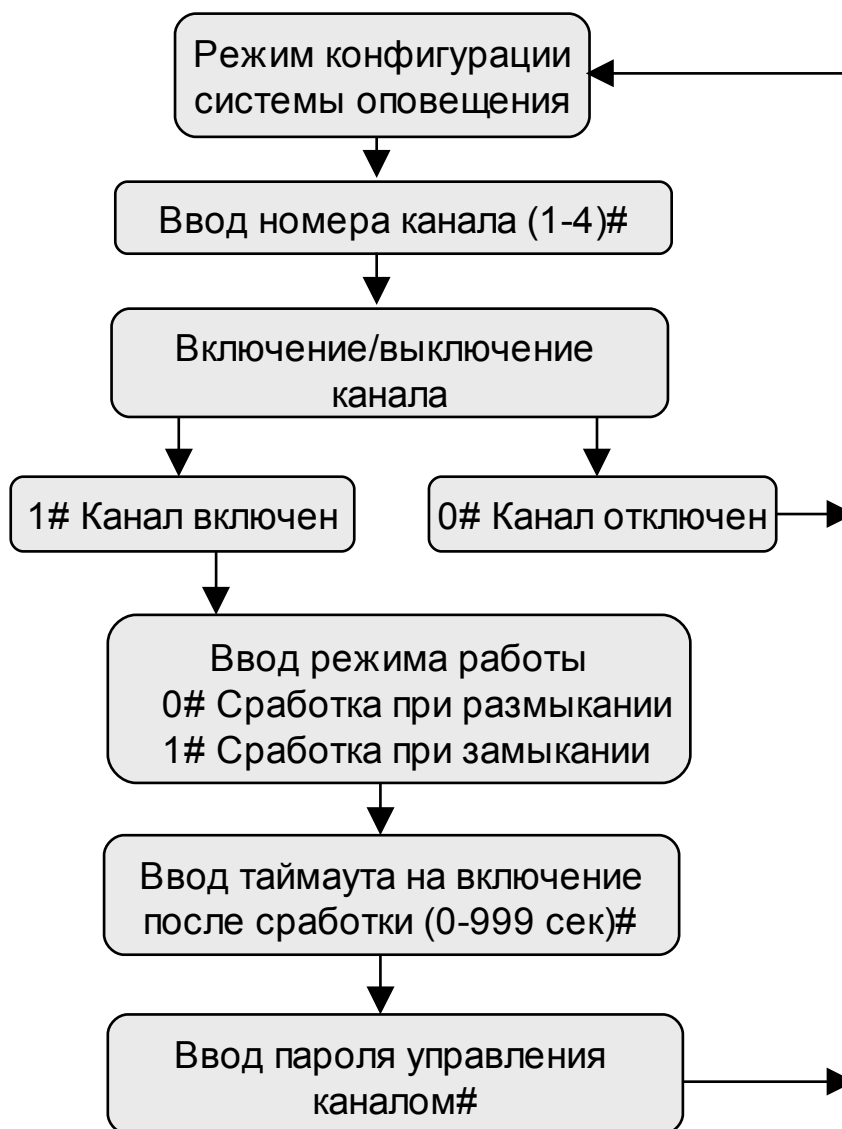 Режим конфигурации
системы оповещения
Ввод номера канала (1-4)#
Включение/выключение
канала
1# Канал включен
0# Канал отключен
Ввод режима работы
0# Сработка при размыкании
1# Сработка при замыкании
Ввод таймаута на включение
после сработки (0-999 сек)#
Ввод пароля управления
каналом#